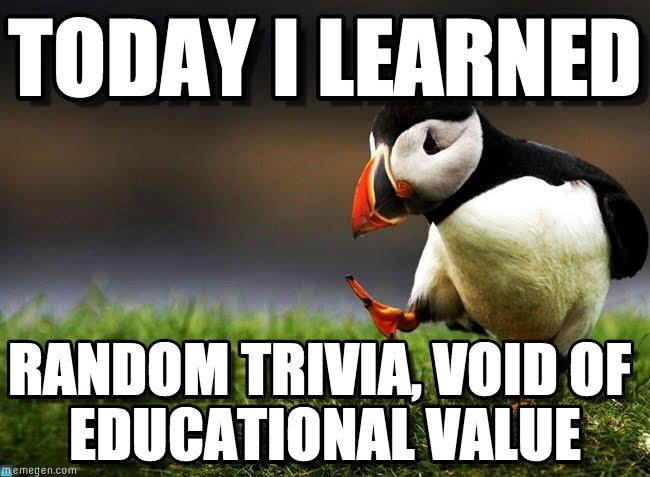 TODAY I LEARNED
RANDOM TRIVIA, VOID OF
EDUCATIONAL VALUE
memegen.com